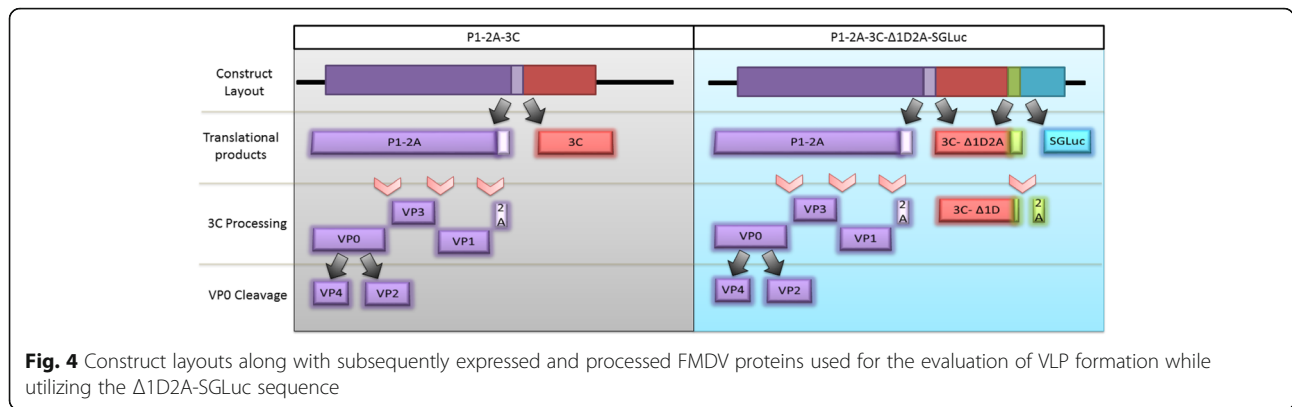 P1-2A-3C
P1-2A-3C-Δ1D2A-SGLuc
Construct
Layout
Translational
products
P1-2A
3C
P1-2A
3C- Δ1D2A
SGLuc
3C Processing
VP0
VP3
VP1
2
A
VP0
VP3
VP1
2
A
3C- Δ1D
2
A
VP0 Cleavage
VP4
VP2
VP4
VP2
Fig. 4 Construct layouts along with subsequently expressed and processed FMDV proteins used for the evaluation of VLP formation while
utilizing the Δ1D2A-SGLuc sequence